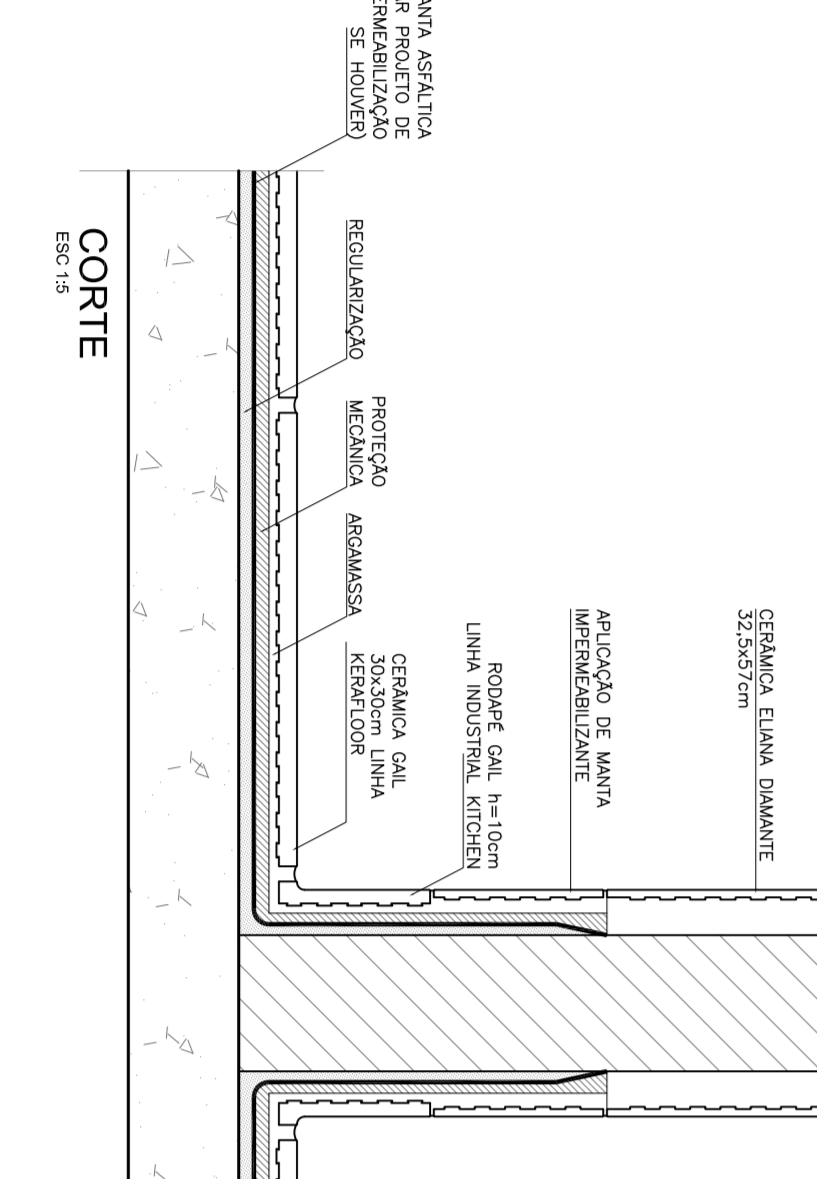 CERÂMICA ELIANA DIAMANTE
32,5x57cm
APLICAÇÃO DE MANTA
IMPERMEABILIZANTE
RODAPÉ GAIL h=10cm
LINHA INDUSTRIAL KITCHEN
ANTA ASFÁLTICA
AR PROJETO DE
ERMEABILIZAÇÃO
SE HOUVER)
REGULARIZAÇÃO
PROTEÇÃO
MECÂNICA
ARGAMASSA
CERÂMICA GAIL
30x30cm LINHA
KERAFLOOR
CORTE
ESC 1:5